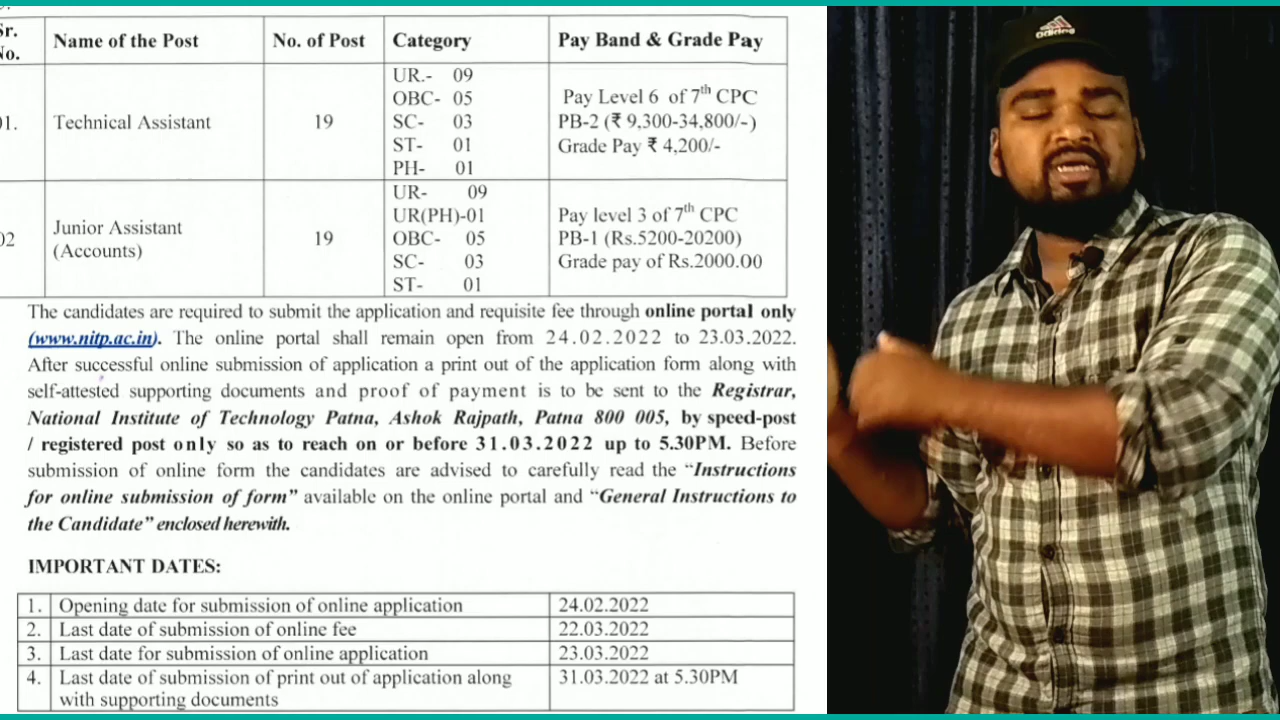 Sr. No. Name of the Post No. of Post Category Pay Band & Grade Pay
01. Technical Assistant 19
UR.- 09
OBC- 05
SC- 03
ST- 01
PH- 01
Pay Level 6 of 7th CPC
PB-2 (₹ 9,300-34,800/-)
Grade Pay ₹ 4,200/-
02 Junior Assistant
(Accounts)
19
UR- 09
UR(PH)-01
OBC- 05
SC- 03
ST- 01
Pay level 3 of 7th CPC
PB-1 (Rs.5200-20200)
Grade pay of Rs.2000.00
The candidates are required to submit the application and requisite fee through online portal only
(www.nitp.ac.in). The online portal shall remain open from 24.02.2022 to 23.03.2022.
After successful online submission of application a print out of the application form along with
self-attested supporting documents and proof of payment is to be sent to the Registrar,
National Institute of Technology Patna, Ashok Rajpath, Patna 800 005, by speed-post
/ registered post only so as to reach on or before 31.03.2022 up to 5.30PM. Before
submission of online form the candidates are advised to carefully read the “Instructions
for online submission of form” available on the online portal and “General Instructions to
the Candidate” enclosed herewith.
IMPORTANT DATES:
1. Opening date for submission of online application 24.02.2022
2. Last date of submission of online fee 22.03.2022
3. Last date for submission of online application 23.03.2022
4. Last date of submission of print out of application along 31.03.2022 at 5.30PM
with supporting documents
adidas